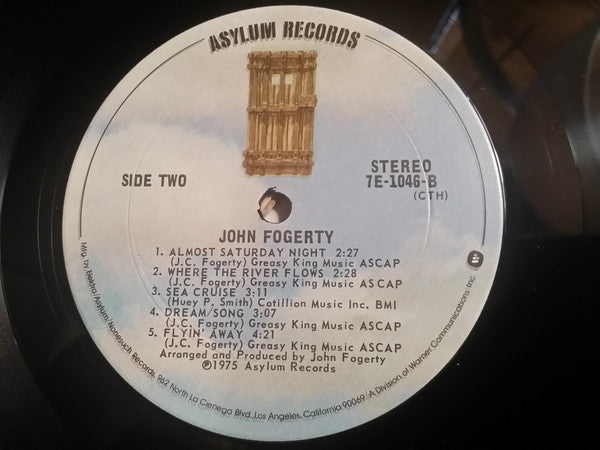 ASYLUM RECORDS
SIDE TWO
STEREO
7E-1046-B
(CTH)
JOHN FOGERTY
1. ALMOST SATURDAY NIGHT 2:27
(J.C. Fogerty) Greasy King Music ASCAP
2. WHERE THE RIVER FLOWS 2:28
(J.C. Fogerty) Greasy King Music ASCAP
3. SEA CRUISE 3:11
(Huey P. Smith) Cotillion Music Inc. BMI
4. DREAM/SONG 3:07
(J.C. Fogerty) Greasy King Music ASCAP
5. FLYIN' AWAY 4:21
(J.C. Fogerty) Greasy King Music ASCAP
Arranged and Produced by John Fogerty
℗1975 Asylum Records
Mfg. by Elektra/Asylum/Nonesuch Records, 962 North La Cienega Blvd., Los Angeles, California 90069/A Division of Warner Communications Inc.